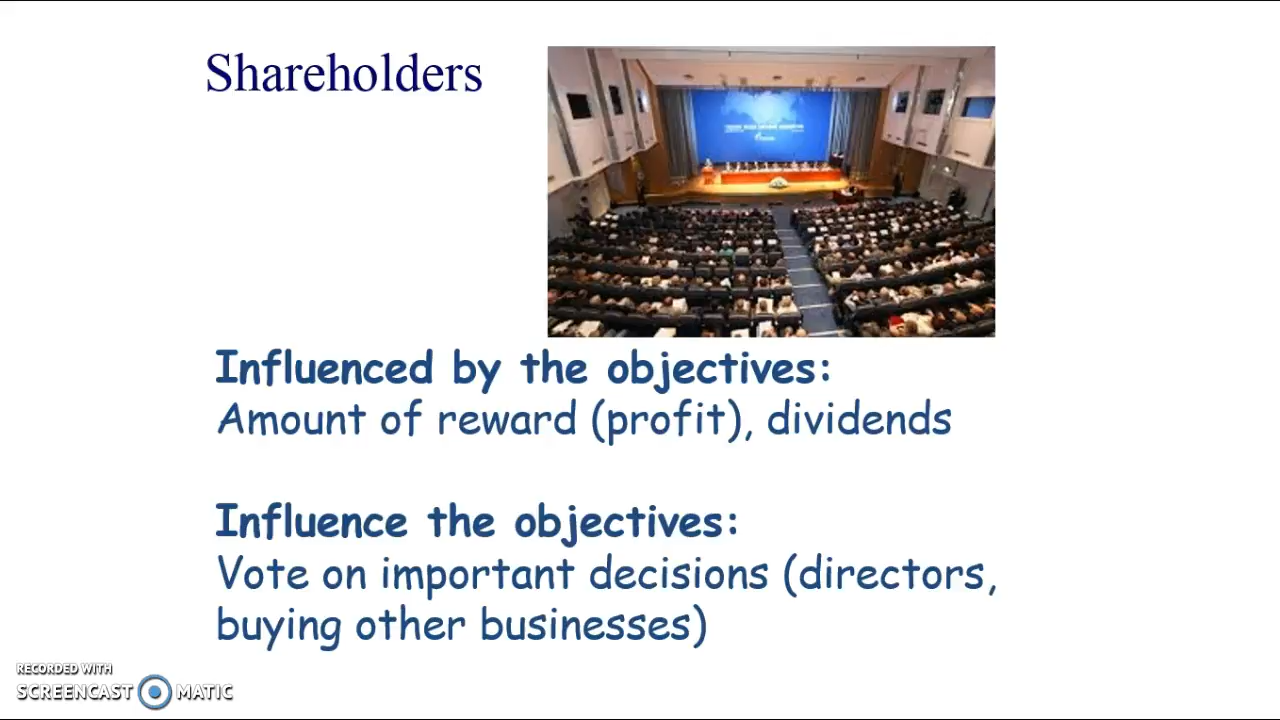 Shareholders
Influenced by the objectives:
Amount of reward (profit), dividends
Influence the objectives:
Vote on important decisions (directors,
buying other businesses)
RECORDED WITH
SCREENCAST MATIC